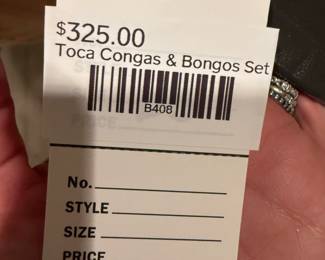 $325.00
Toca Congas & Bongos Set
B408
No.
STYLE
SIZE
PRICE